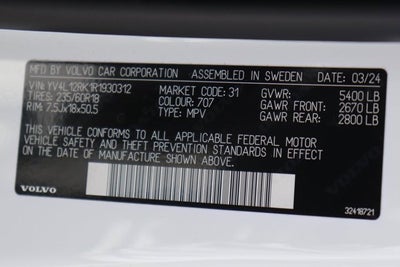 MFD BY VOLVO CAR CORPORATION ASSEMBLED IN SWEDEN DATE: 03/24
VIN: YV4L12RK1R1930312 MARKET CODE: 31 GVWR: 5400 LB
TIRES: 235/60R18 COLOUR: 707 GAWR FRONT: 2670 LB
RIM: 7.5Jx18x50.5 TYPE: MPV GAWR REAR: 2800 LB
THIS VEHICLE CONFORMS TO ALL APPLICABLE FEDERAL MOTOR
VEHICLE SAFETY AND THEFT PREVENTION STANDARDS IN EFFECT ON
THE DATE OF MANUFACTURE SHOWN ABOVE.
VOLVO 32418721